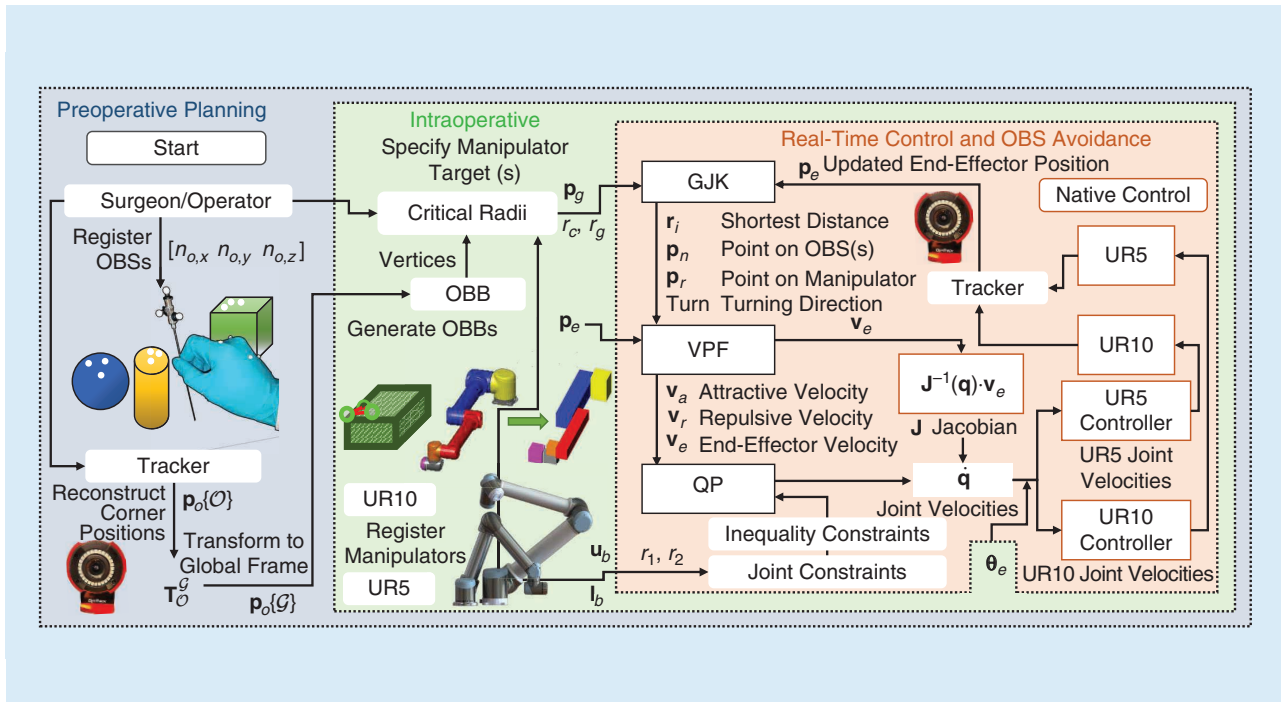 Preoperative Planning
Start
Surgeon/Operator
Register
OBSs
[n_{o,x} n_{o,y} n_{o,z}]
Tracker
Reconstruct
Corner
Positions
p_o{𝒪}
Transform to
Global Frame
T_𝒪^𝒢
p_o{𝒢}
Intraoperative
Specify Manipulator
Target (s)
Critical Radii
p_g
r_c, r_g
Vertices
OBB
Generate OBBs
UR10
Register
Manipulators
UR5
u_b
l_b
r_1, r_2
Real-Time Control and OBS Avoidance
p_e Updated End-Effector Position
GJK
Native Control
r_i Shortest Distance
p_n Point on OBS(s)
p_r Point on Manipulator
Turn Turning Direction
Tracker
UR5
UR10
p_e
VPF
v_e
J^{−1}(q)·v_e
J Jacobian
v_a Attractive Velocity
v_r Repulsive Velocity
v_e End-Effector Velocity
QP
q̇
Joint Velocities
UR5
Controller
UR5 Joint
Velocities
UR10
Controller
UR10 Joint Velocities
Inequality Constraints
Joint Constraints
θ_e